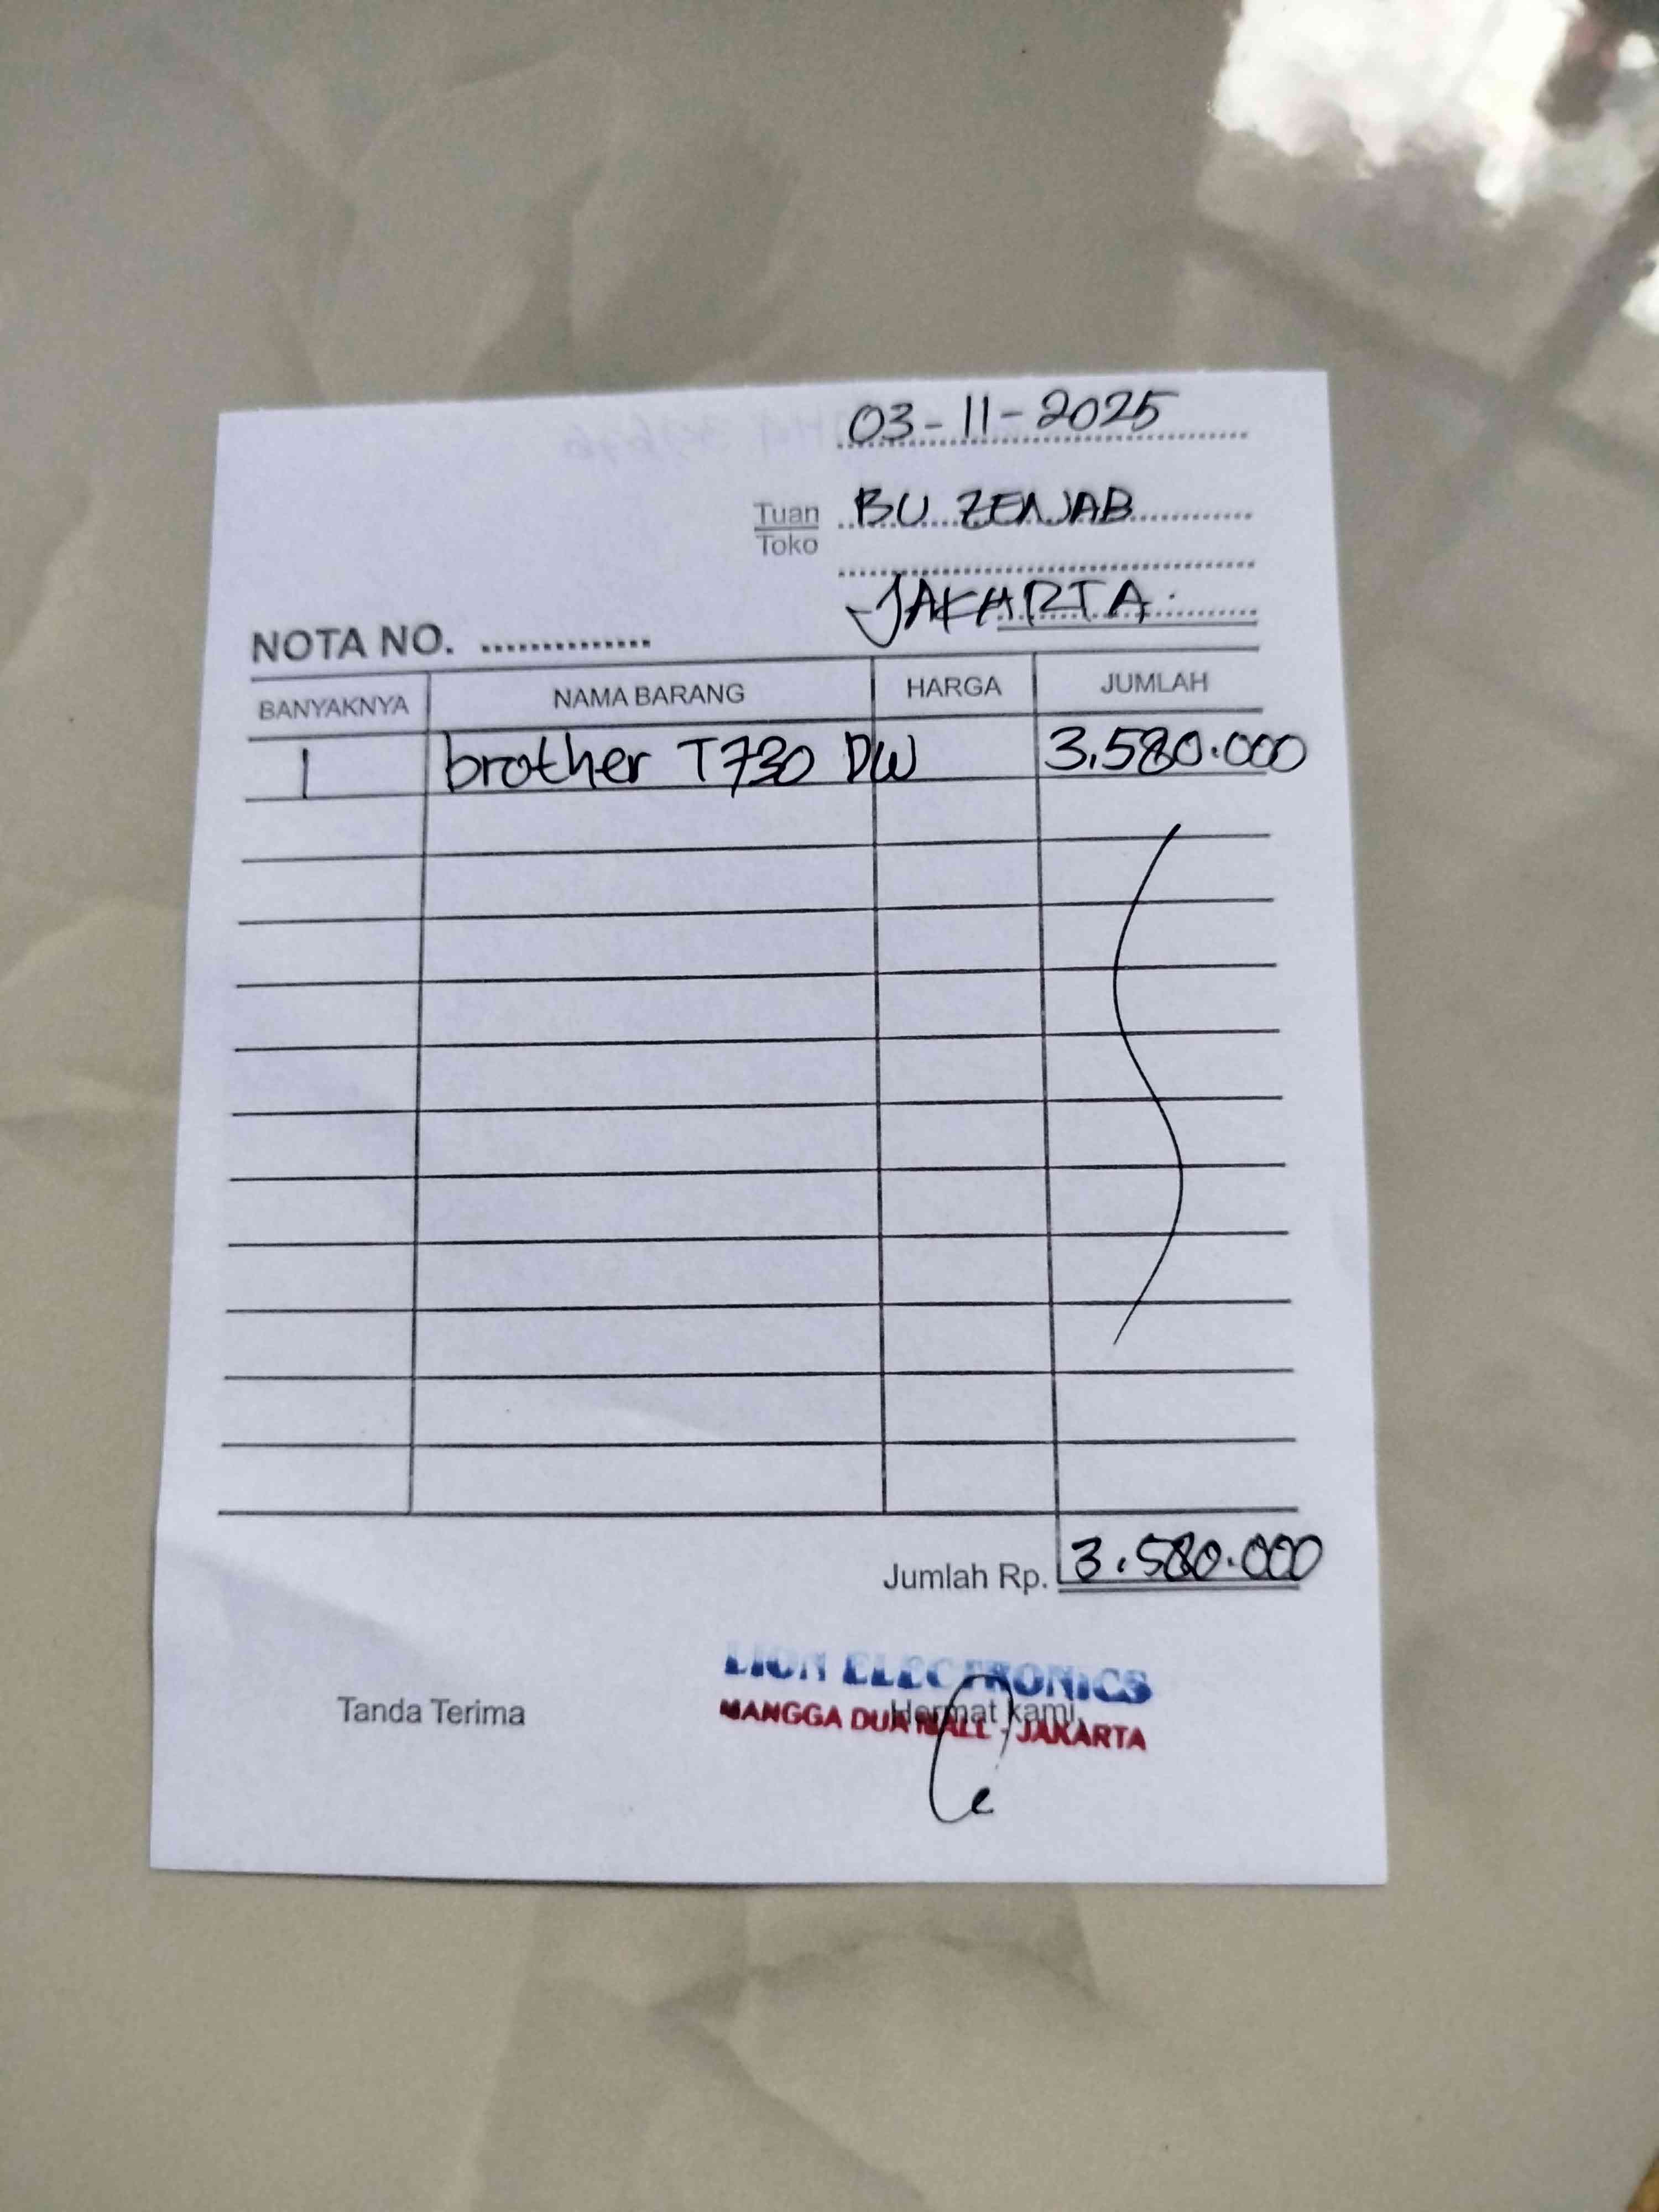 03-11-2025
Tuan BU ZENJAB
Toko
JAKARTA.
NOTA NO. ..............
BANYAKNYA NAMA BARANG HARGA JUMLAH
1 brother T730 DW 3.580.000
Jumlah Rp. 3.580.000
LION ELECTRONICS
Tanda Terima Hormat kami,
MANGGA DUA MALL - JAKARTA